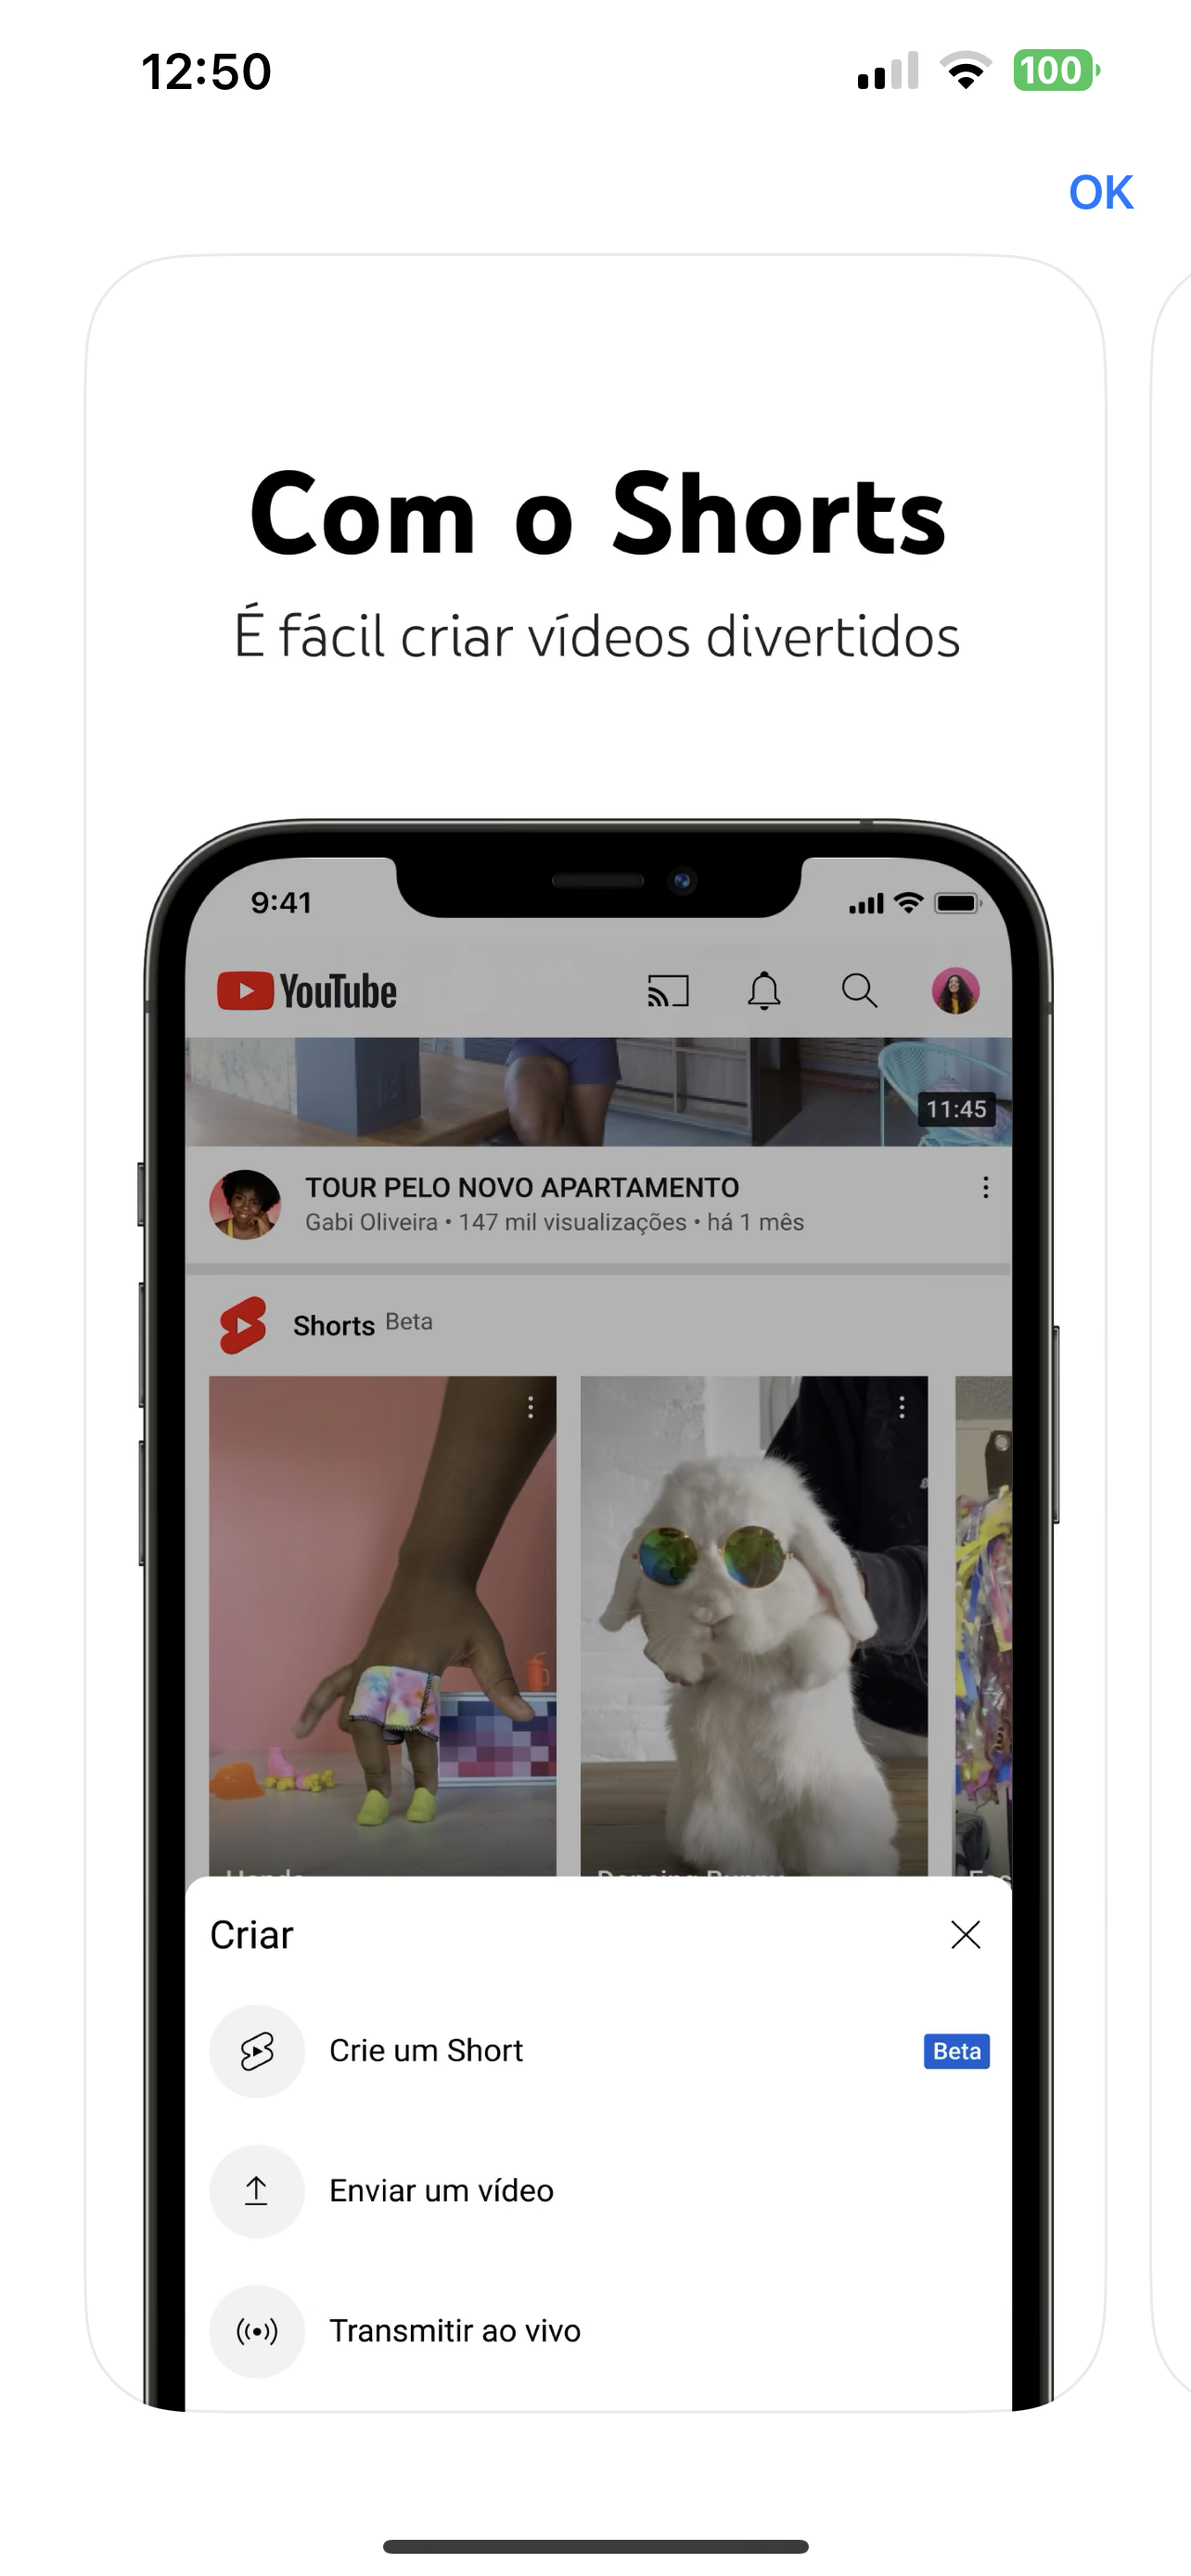 12:50
100
OK
Com o Shorts
É fácil criar vídeos divertidos
9:41
YouTube
11:45
TOUR PELO NOVO APARTAMENTO
Gabi Oliveira • 147 mil visualizações • há 1 mês
Shorts Beta
Criar
Crie um Short
Beta
Enviar um vídeo
Transmitir ao vivo